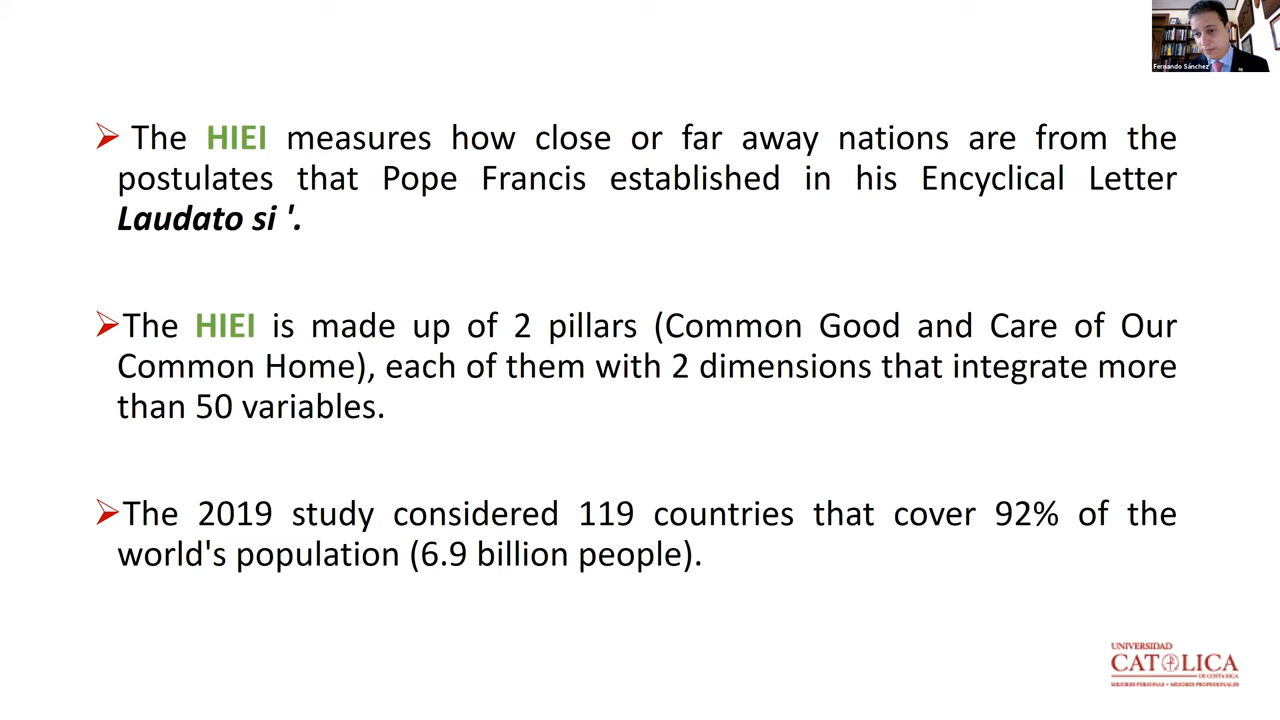 Fernando Sánchez
➢ The HIEI measures how close or far away nations are from the
postulates that Pope Francis established in his Encyclical Letter
Laudato si '.
➢The HIEI is made up of 2 pillars (Common Good and Care of Our
Common Home), each of them with 2 dimensions that integrate more
than 50 variables.
➢The 2019 study considered 119 countries that cover 92% of the
world's population (6.9 billion people).
UNIVERSIDAD
CATOLICA
DE COSTA RICA
MEJORES PERSONAS • MEJORES PROFESIONALES